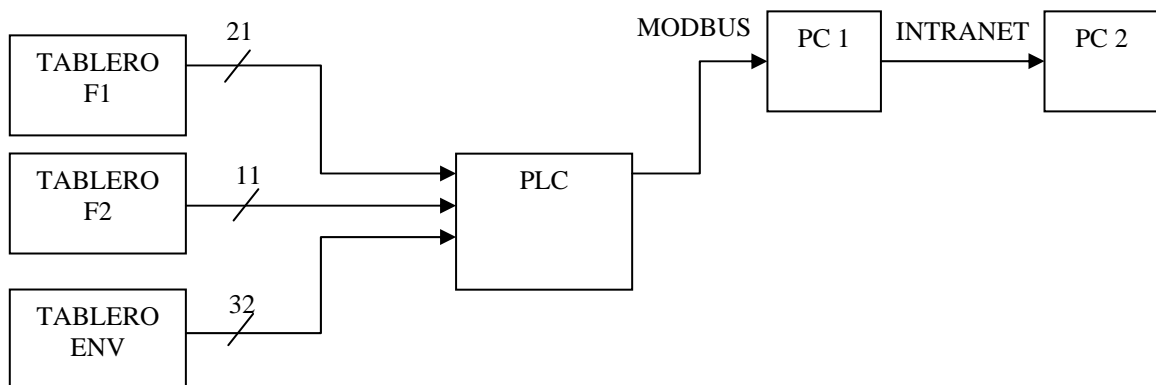 21
TABLERO
F1
MODBUS
PC 1
INTRANET
PC 2
11
TABLERO
F2
PLC
32
TABLERO
ENV